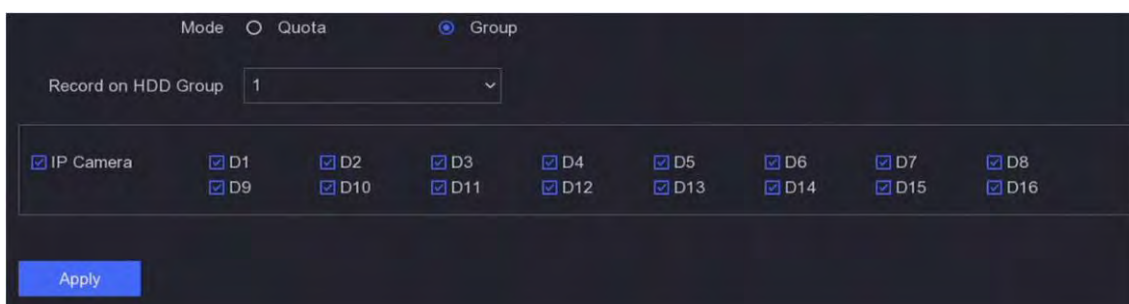 Mode Quota Group
Record on HDD Group 1
IP Camera D1 D2 D3 D4 D5 D6 D7 D8
D9 D10 D11 D12 D13 D14 D15 D16
Apply